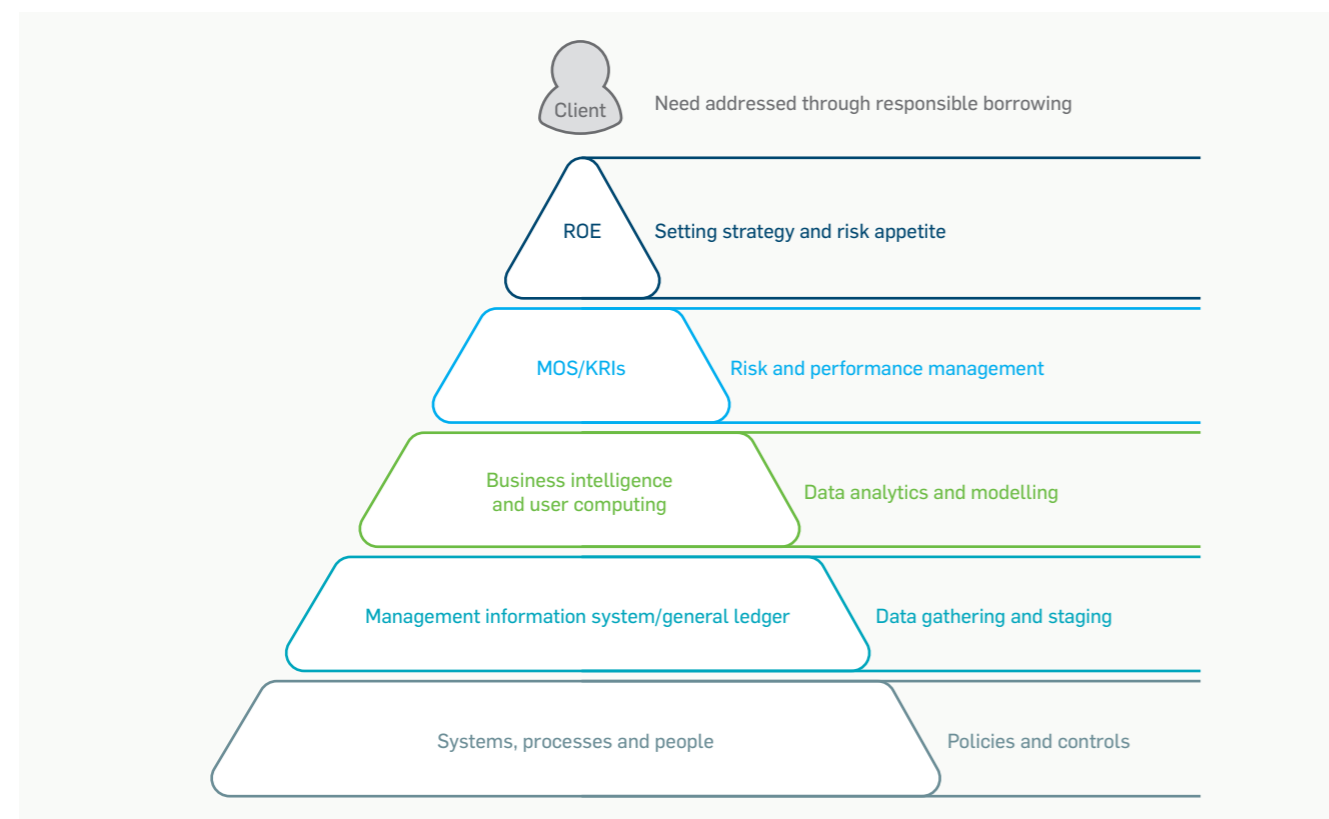 Client
Need addressed through responsible borrowing
ROE
Setting strategy and risk appetite
MOS/KRIs
Risk and performance management
Business intelligence
and user computing
Data analytics and modelling
Management information system/general ledger
Data gathering and staging
Systems, processes and people
Policies and controls